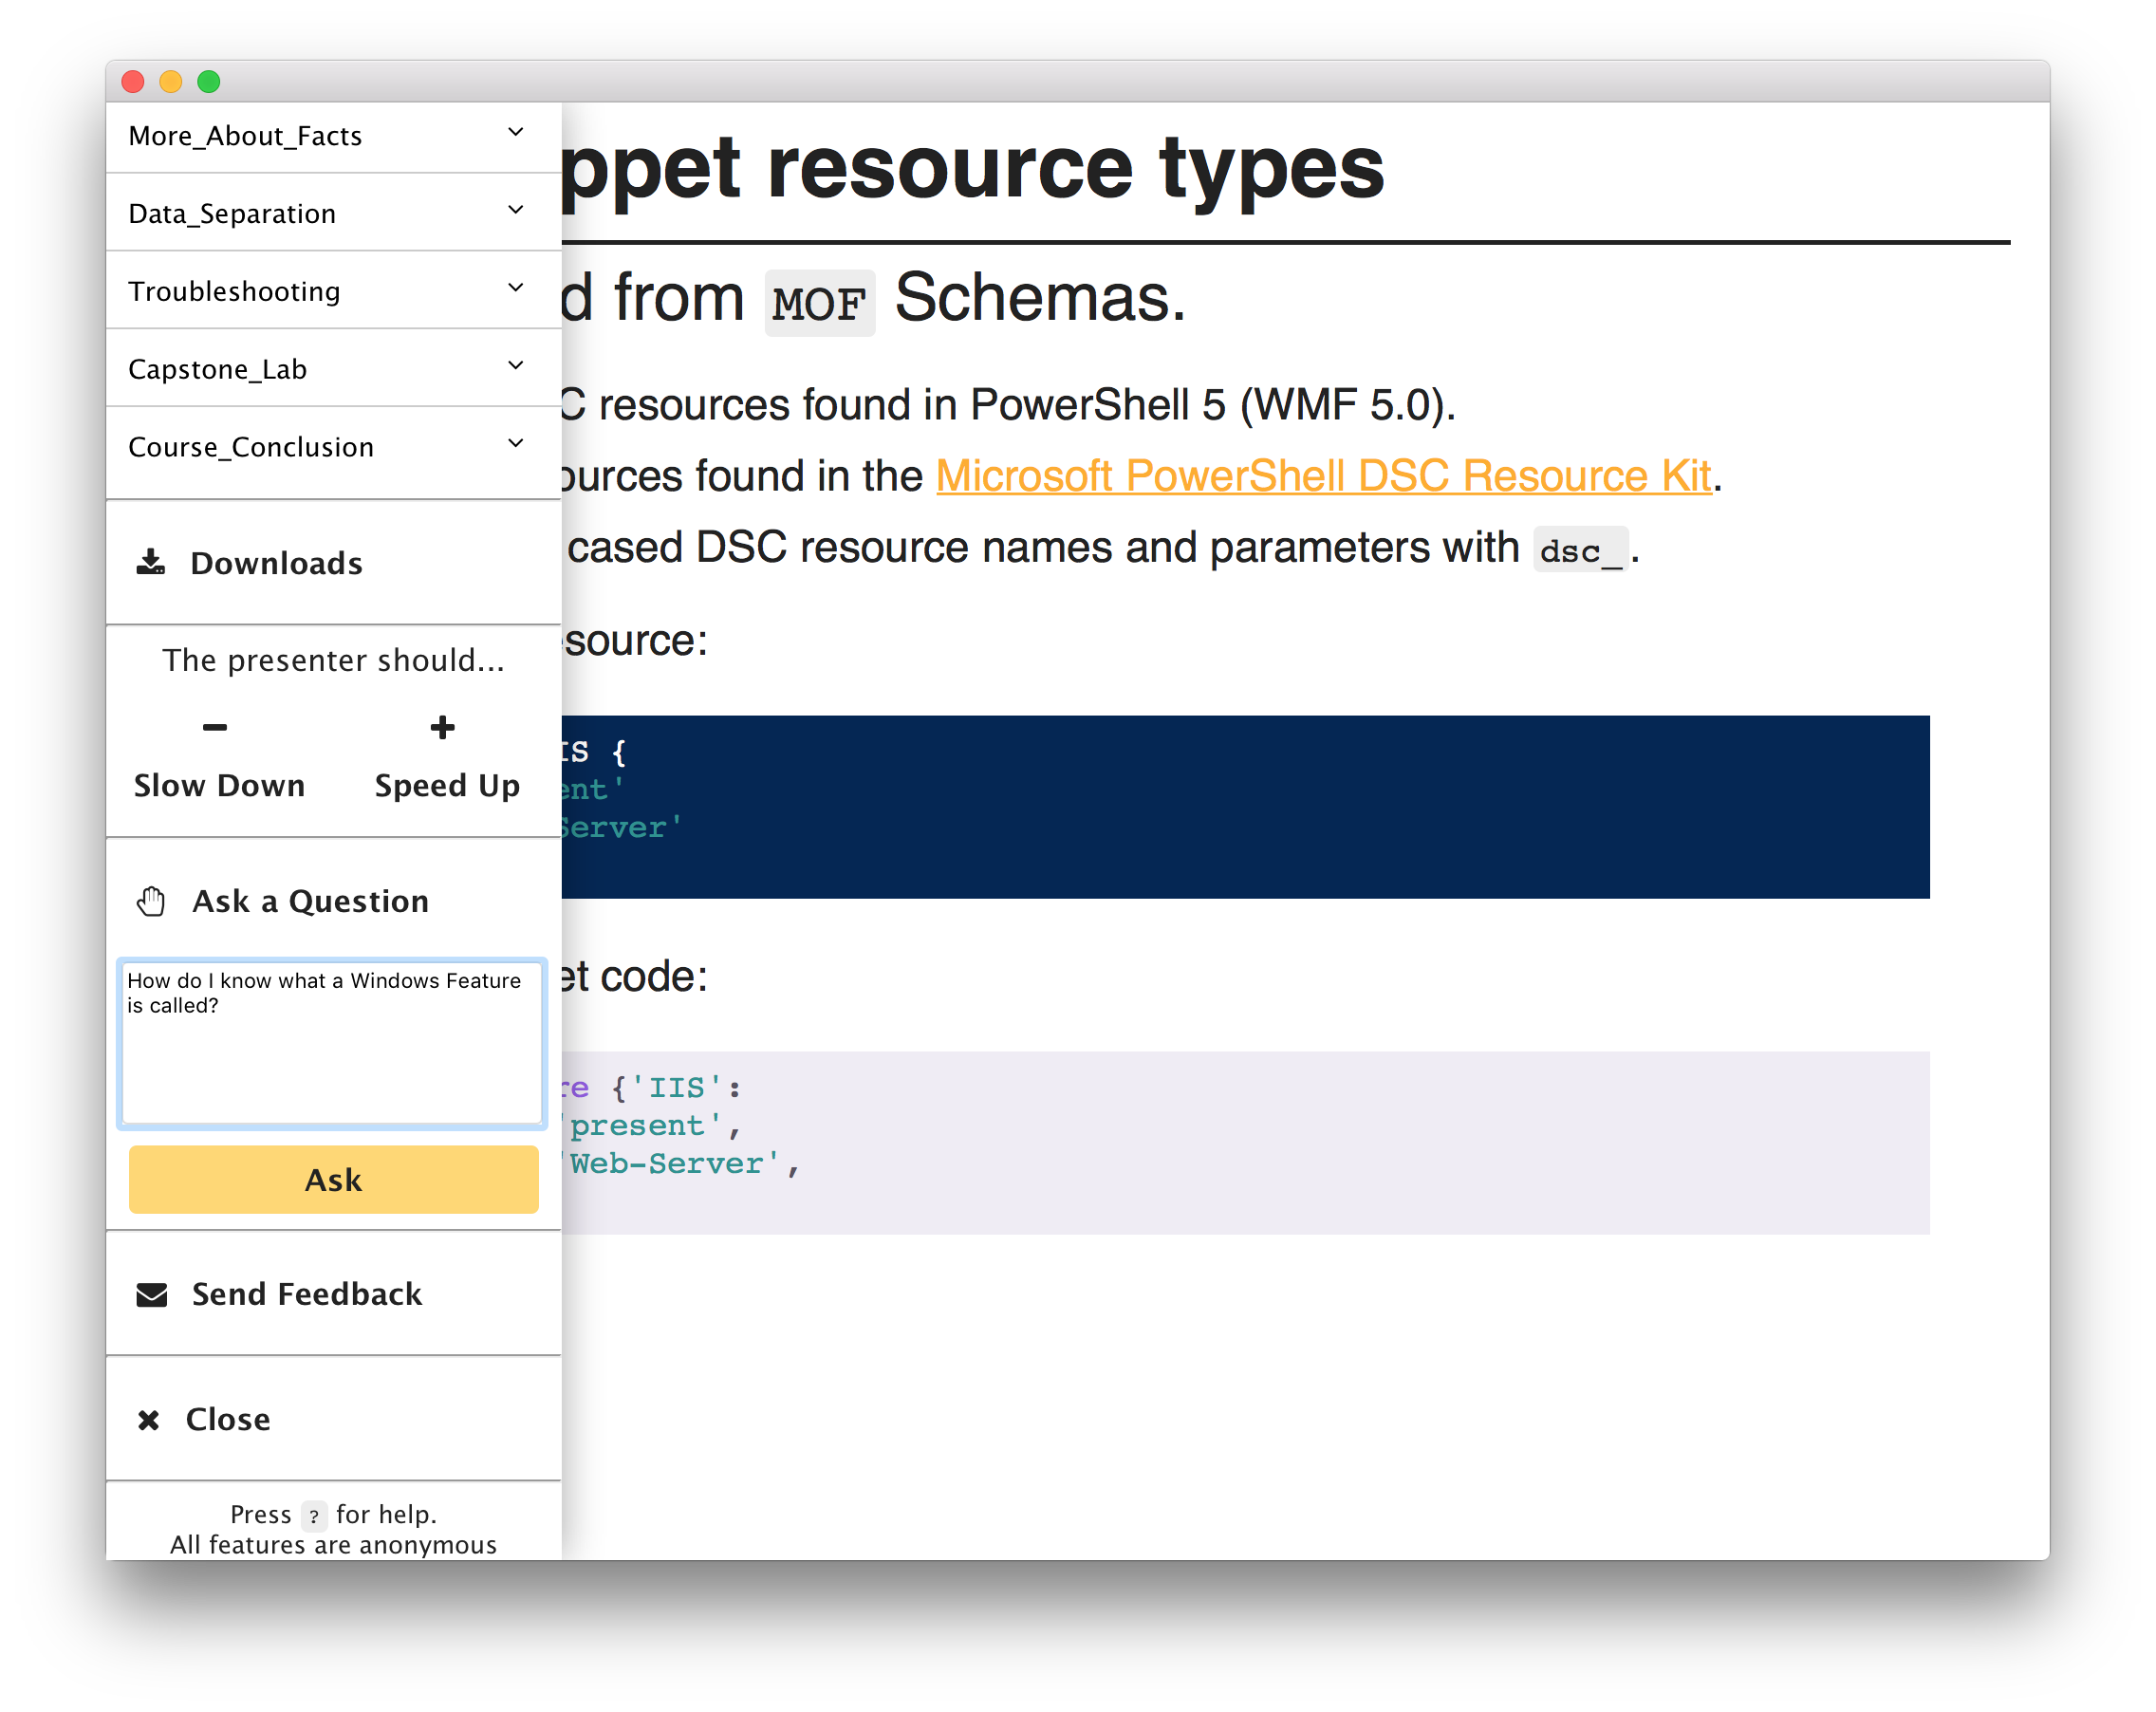 More_About_Facts
Data_Separation
Troubleshooting
Capstone_Lab
Course_Conclusion
Downloads
The presenter should...
Slow Down
Speed Up
Ask a Question
How do I know what a Windows Feature
is called?
Ask
Send Feedback
Close
Press ? for help.
All features are anonymous
ppet resource types
d from MOF Schemas.
C resources found in PowerShell 5 (WMF 5.0).
ources found in the Microsoft PowerShell DSC Resource Kit.
cased DSC resource names and parameters with dsc_.
esource:
IS {
ent'
Server'
et code:
re {'IIS':
'present',
'Web-Server',